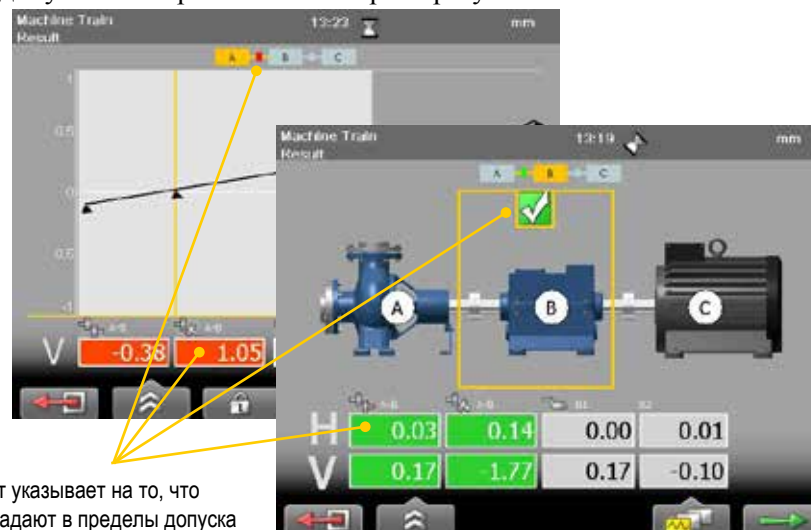 Machine Train 13:23 mm
Result
A B C
1
0.5
0
0.5
-1
A-B A-B
V -0.38 1.05
Machine Train 13:19 mm
Result
A B C
A B C
A-B A-B B1 B2
H 0.03 0.14 0.00 0.01
V 0.17 -1.77 0.17 -0.10
т указывает на то, что
адают в пределы допуска